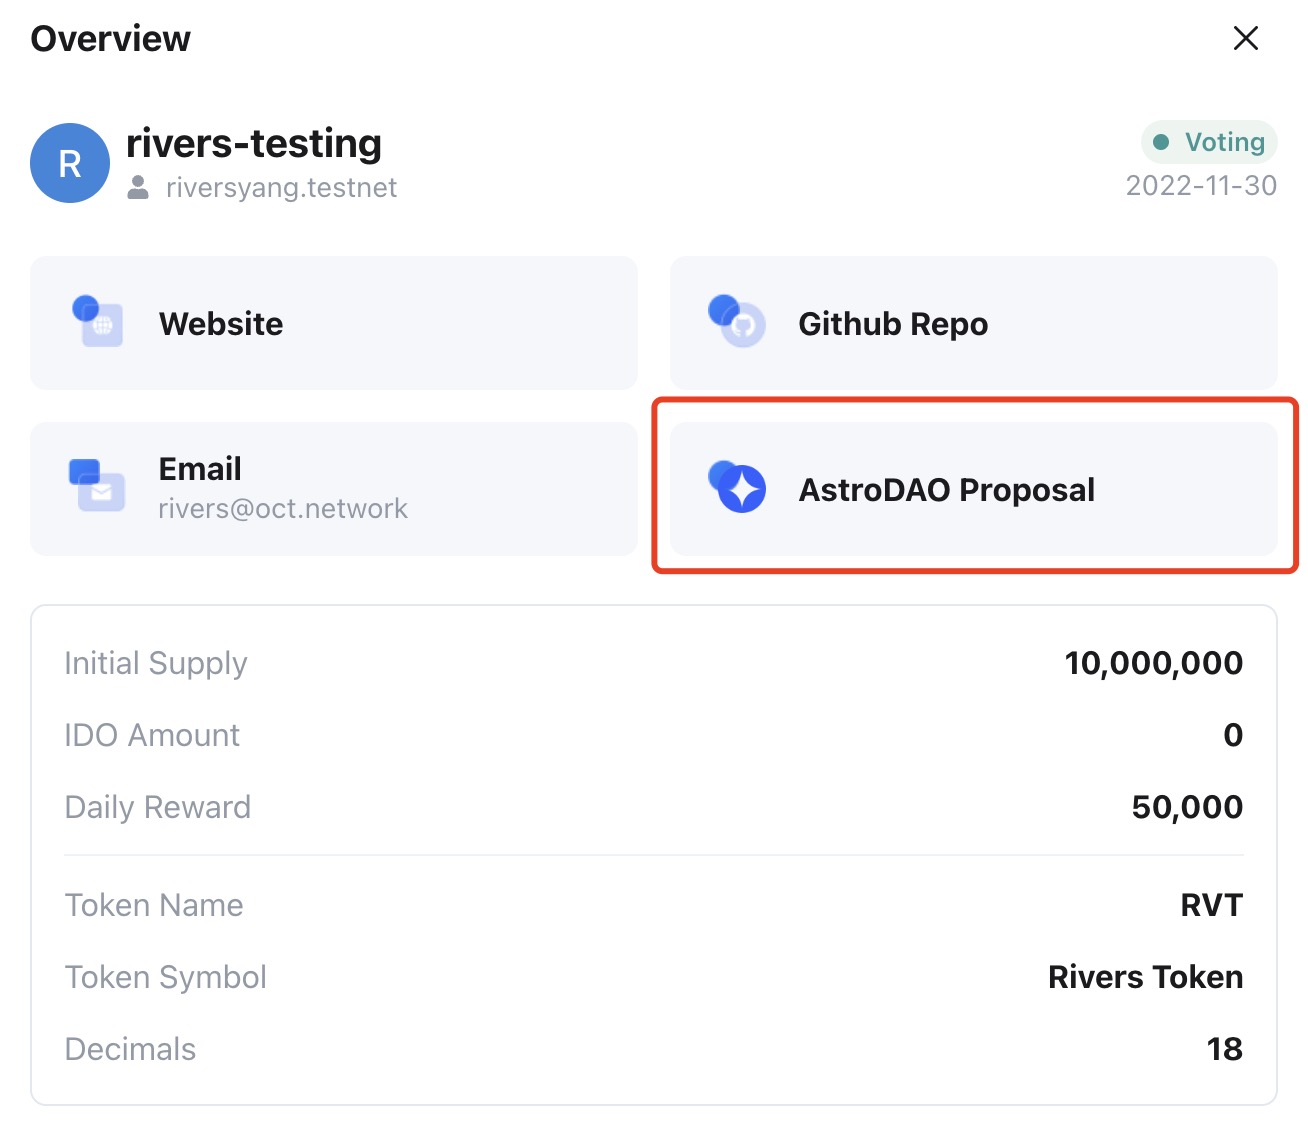 Overview
R
rivers-testing
riversyang.testnet
Voting
2022-11-30
Website
Github Repo
Email
rivers@oct.network
AstroDAO Proposal
Initial Supply 10,000,000
IDO Amount 0
Daily Reward 50,000
Token Name RVT
Token Symbol Rivers Token
Decimals 18